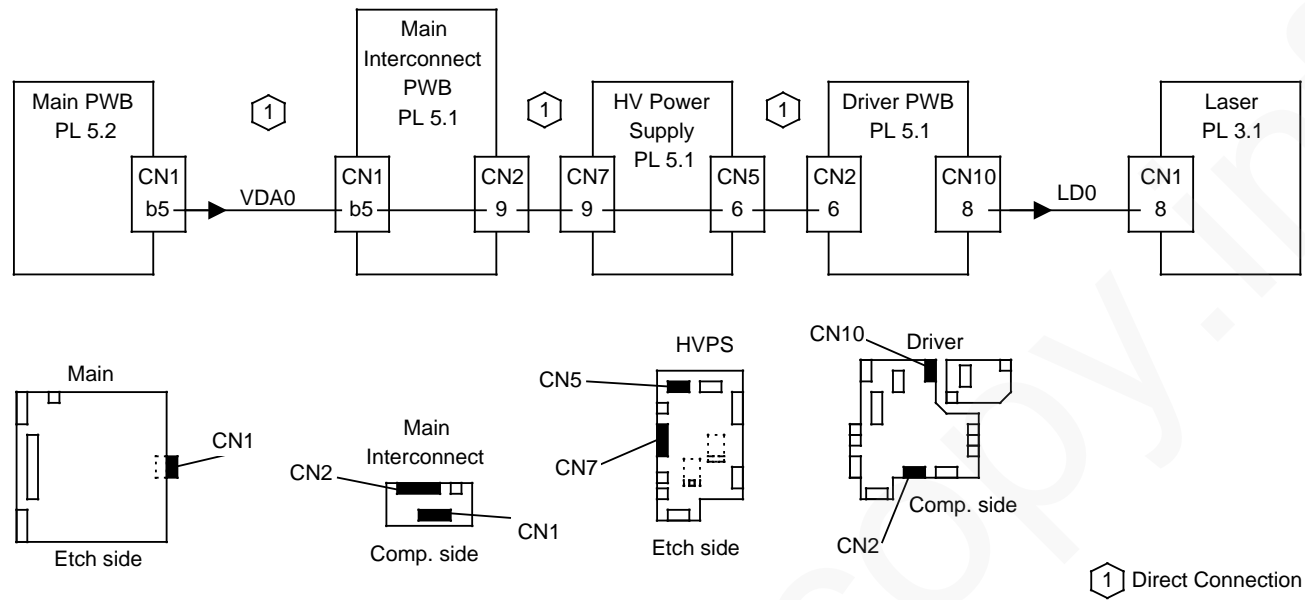 Main PWB
PL 5.2
1
Main
Interconnect
PWB
PL 5.1
1
HV Power
Supply
PL 5.1
1
Driver PWB
PL 5.1
Laser
PL 3.1
CN1
b5
VDA0
CN1
b5
CN2
9
CN7
9
CN5
6
CN2
6
CN10
8
LD0
CN1
8
Main
CN1
Etch side
Main
Interconnect
CN2
CN1
Comp. side
HVPS
CN5
CN7
Etch side
CN10
Driver
Comp. side
CN2
1 Direct Connection